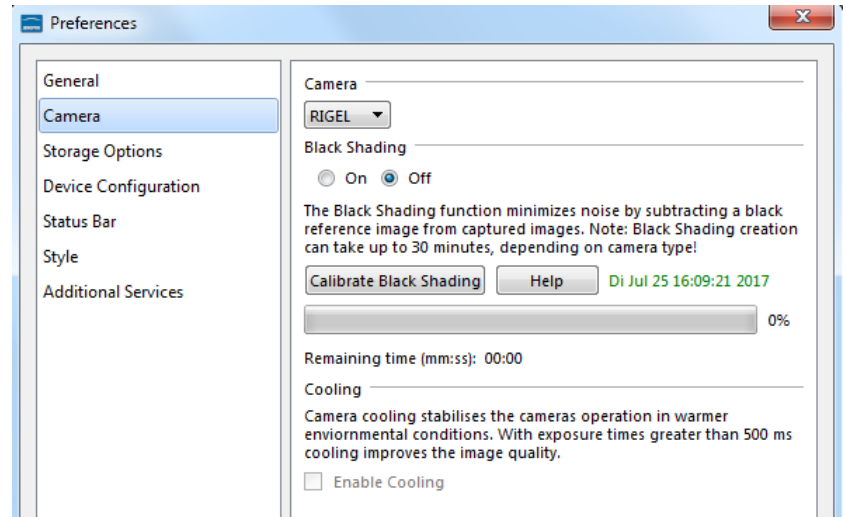 Preferences
General
Camera
Storage Options
Device Configuration
Status Bar
Style
Additional Services
Camera
RIGEL
Black Shading
On Off
The Black Shading function minimizes noise by subtracting a black
reference image from captured images. Note: Black Shading creation
can take up to 30 minutes, depending on camera type!
Calibrate Black Shading Help Di Jul 25 16:09:21 2017
0%
Remaining time (mm:ss): 00:00
Cooling
Camera cooling stabilises the cameras operation in warmer
enviornmental conditions. With exposure times greater than 500 ms
cooling improves the image quality.
Enable Cooling